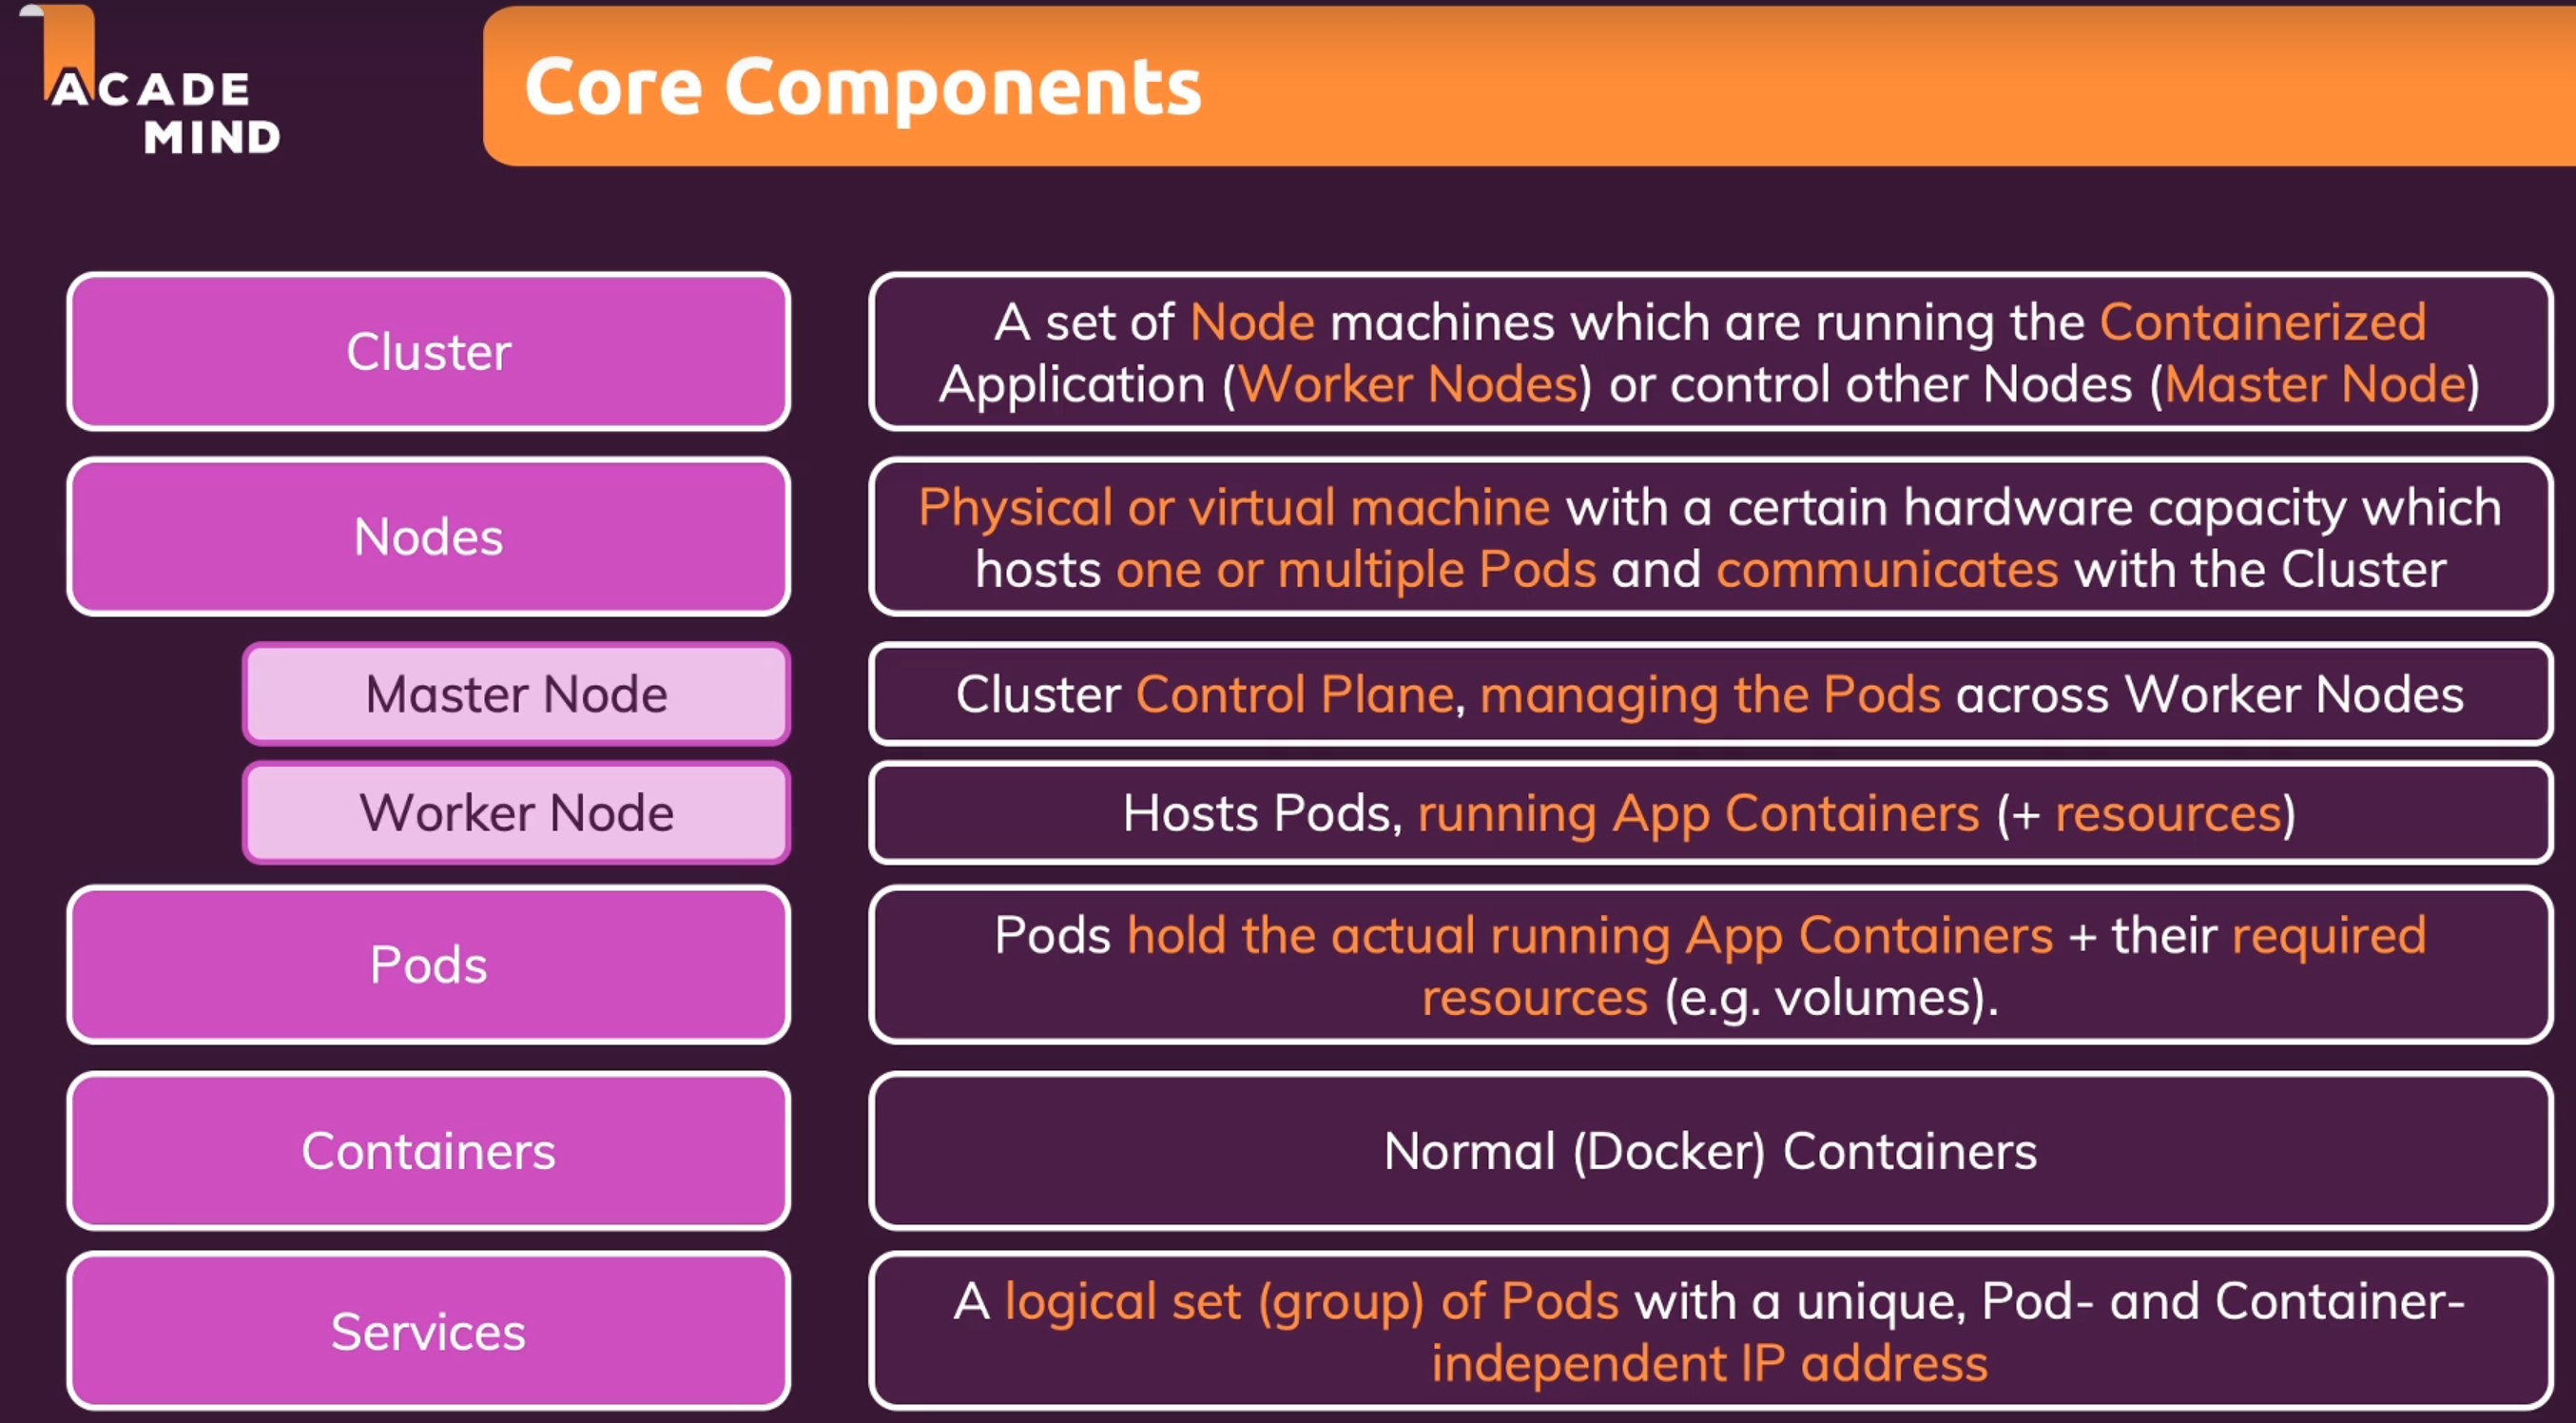 ACADE
MIND
Core Components
Cluster
A set of Node machines which are running the Containerized
Application (Worker Nodes) or control other Nodes (Master Node)
Nodes
Physical or virtual machine with a certain hardware capacity which
hosts one or multiple Pods and communicates with the Cluster
Master Node
Cluster Control Plane, managing the Pods across Worker Nodes
Worker Node
Hosts Pods, running App Containers (+ resources)
Pods
Pods hold the actual running App Containers + their required
resources (e.g. volumes).
Containers
Normal (Docker) Containers
Services
A logical set (group) of Pods with a unique, Pod- and Container-
independent IP address